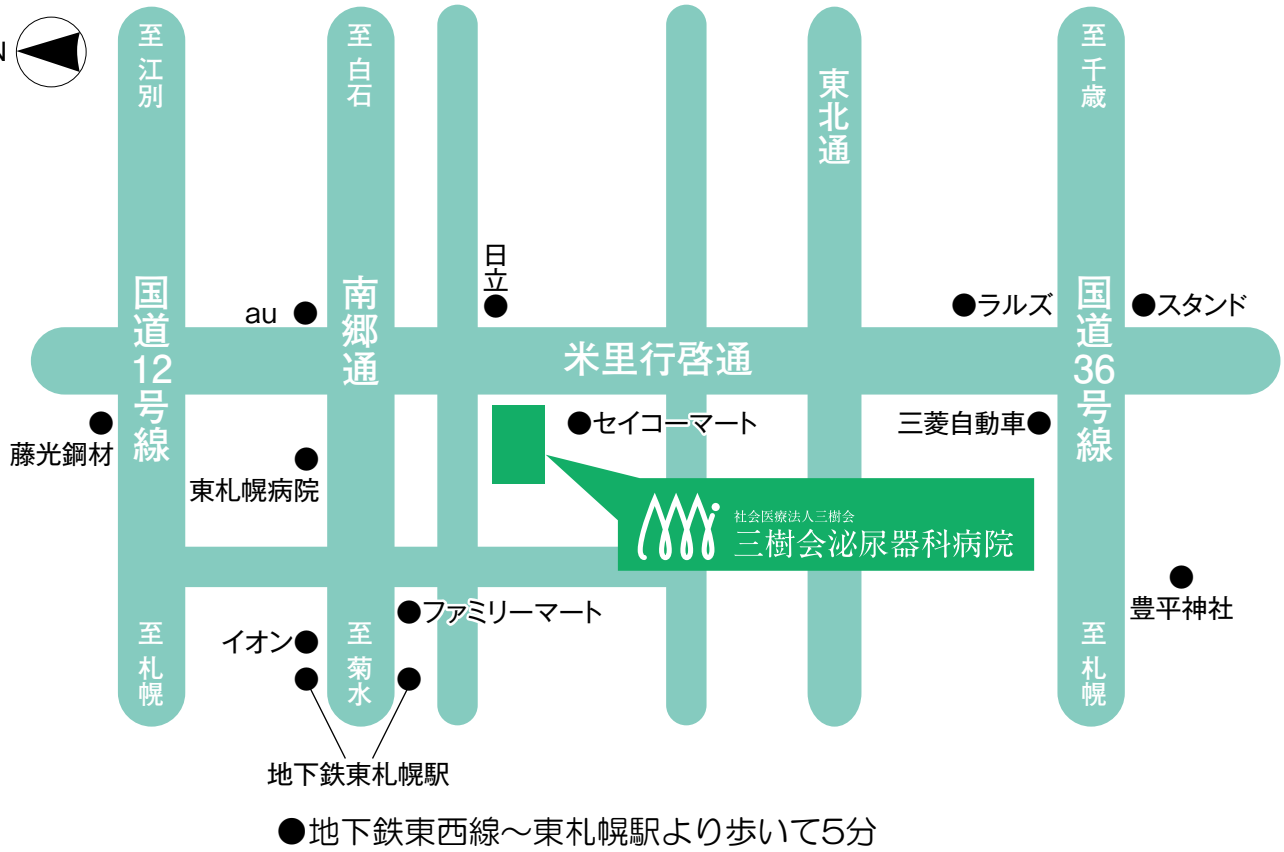 N
至江別
至白石
東北通
至千歳
日立
au
ラルズ
スタンド
国道12号線
南郷通
米里行啓通
国道36号線
藤光鋼材
東札幌病院
セイコーマート
三菱自動車
社会医療法人三樹会
三樹会泌尿器科病院
ファミリーマート
イオン
豊平神社
至札幌
至菊水
至札幌
地下鉄東札幌駅
●地下鉄東西線～東札幌駅より歩いて5分